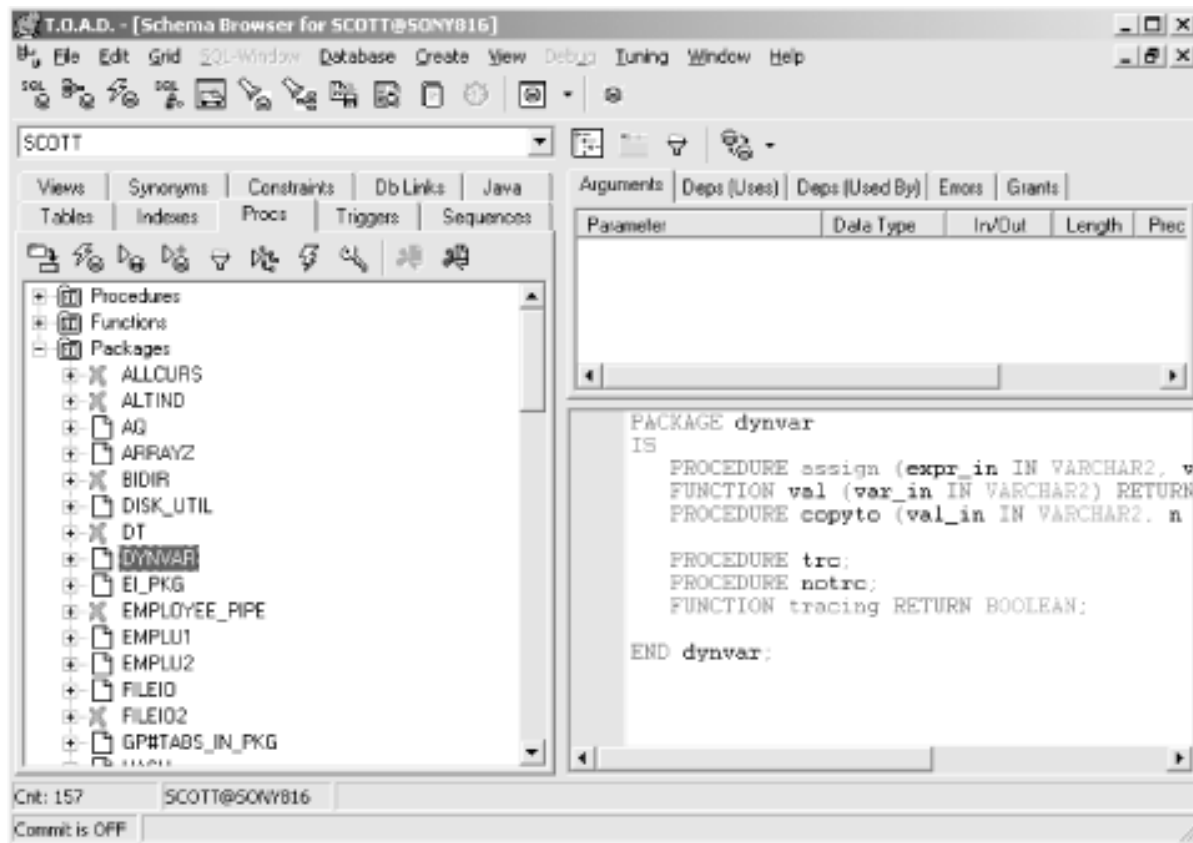 T.O.A.D. - [Schema Browser for SCOTT@SONY816]
File Edit Grid SQL-Window Database Create View Debug Tuning Window Help
SQL SQL
SCOTT
Views Synonyms Constraints Db Links Java
Tables Indexes Procs Triggers Sequences
Procedures
Functions
Packages
ALLCURS
ALTIND
AQ
ARRAYZ
BIDIR
DISK_UTIL
DT
DYNVAR
EI_PKG
EMPLOYEE_PIPE
EMPLU1
EMPLU2
FILEIO
FILEIO2
GP#TABS_IN_PKG
Arguments Deps (Uses) Deps (Used By) Errors Grants
Parameter Data Type In/Out Length Prec
PACKAGE dynvar
IS
PROCEDURE assign (expr_in IN VARCHAR2, v
FUNCTION val (var_in IN VARCHAR2) RETURN
PROCEDURE copyto (val_in IN VARCHAR2, n
PROCEDURE trc;
PROCEDURE notrc;
FUNCTION tracing RETURN BOOLEAN;
END dynvar;
Cnt: 157 SCOTT@SONY816
Commit is OFF